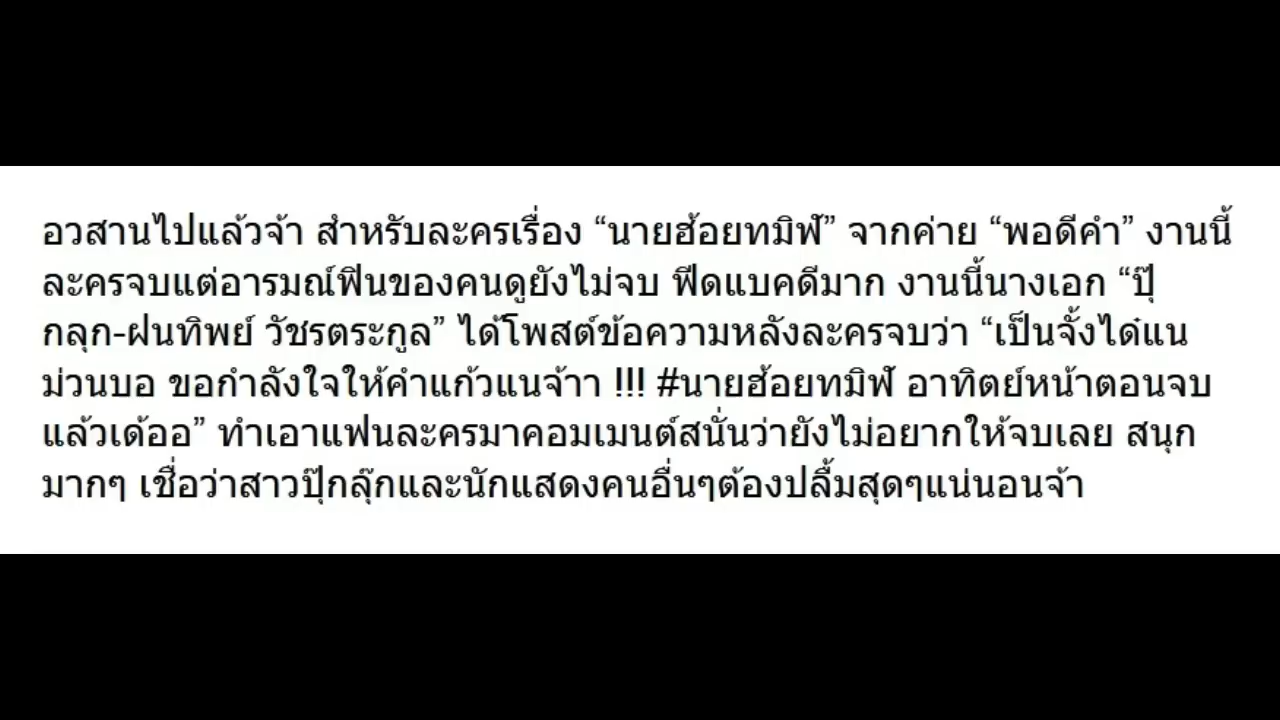 อวสานไปแล้วจ้า สำหรับละครเรื่อง “นายฮ้อยทมิฬ” จากค่าย “พอดีคำ” งานนี้
ละครจบแต่อารมณ์ฟินของคนดูยังไม่จบ ฟีดแบคดีมาก งานนี้นางเอก “ปุ๊
กลุก-ฝนทิพย์ วัชรตระกูล” ได้โพสต์ข้อความหลังละครจบว่า “เป็นจั้งได๋แน
ม่วนบอ ขอกำลังใจให้คำแก้วแนจ้าา !!! #นายฮ้อยทมิฬ อาทิตย์หน้าตอนจบ
แล้วเด้ออ” ทำเอาแฟนละครมาคอมเมนต์สนั่นว่ายังไม่อยากให้จบเลย สนุก
มากๆ เชื่อว่าสาวปุ๊กลุ๊กและนักแสดงคนอื่นๆต้องปลื้มสุดๆแน่นอนจ้า